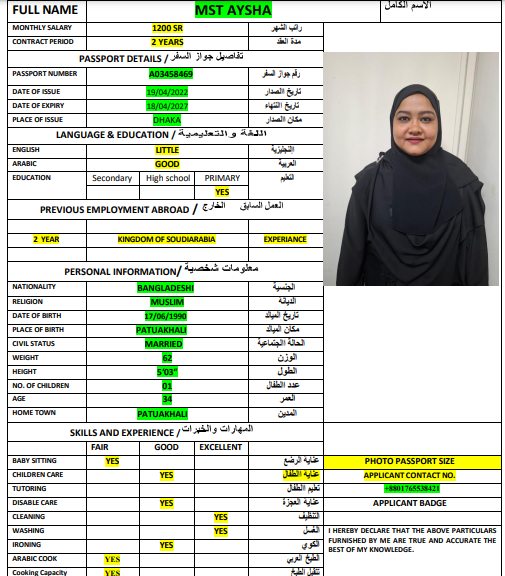 FULL NAME MST AYSHA الاسم الكامل
MONTHLY SALARY 1200 SR راتب الشهر
CONTRACT PERIOD 2 YEARS مدة العقد
PASSPORT DETAILS / تفاصيل جواز السفر
PASSPORT NUMBER A03458469 رقم جواز السفر
DATE OF ISSUE 19/04/2022 تاريخ الصدار
DATE OF EXPIRY 18/04/2027 تاريخ النتهاء
PLACE OF ISSUE DHAKA مكان الصدار
LANGUAGE & EDUCATION / اللغة والتعليمية
ENGLISH LITTLE النجليزية
ARABIC GOOD العربية
EDUCATION Secondary High school PRIMARY التعليم
YES
PREVIOUS EMPLOYMENT ABROAD / العمل السابق الخارج
2 YEAR KINGDOM OF SOUDIARABIA EXPERIANCE
PERSONAL INFORMATION/ معلومات شخصية
NATIONALITY BANGLADESHI الجنسية
RELIGION MUSLIM الديانة
DATE OF BIRTH 17/06/1990 تاريخ الميالد
PLACE OF BIRTH PATUAKHALI مكان الميالد
CIVIL STATUS MARRIED الحالة الجتماعية
WEIGHT 62 الوزن
HEIGHT 5'03" الطول
NO. OF CHILDREN 01 عدد الطفال
AGE 34 العمر
HOME TOWN PATUAKHALI المدين
SKILLS AND EXPERIENCE / المهارات والخبرات
FAIR GOOD EXCELLENT
BABY SITTING YES عناية الرضع PHOTO PASSPORT SIZE
CHILDREN CARE YES عناية الطفال APPLICANT CONTACT NO.
TUTORING تعليم الطفال +8801765538421
DISABLE CARE YES عناية العجزة APPLICANT BADGE
CLEANING YES التنظيف
WASHING YES الغسل I HEREBY DECLARE THAT THE ABOVE PARTICULARS
IRONING YES الكوي FURNISHED BY ME ARE TRUE AND ACCURATE THE
ARABIC COOK YES الطبخ العربي BEST OF MY KNOWLEDGE.
Cooking Capacity YES الطبخ